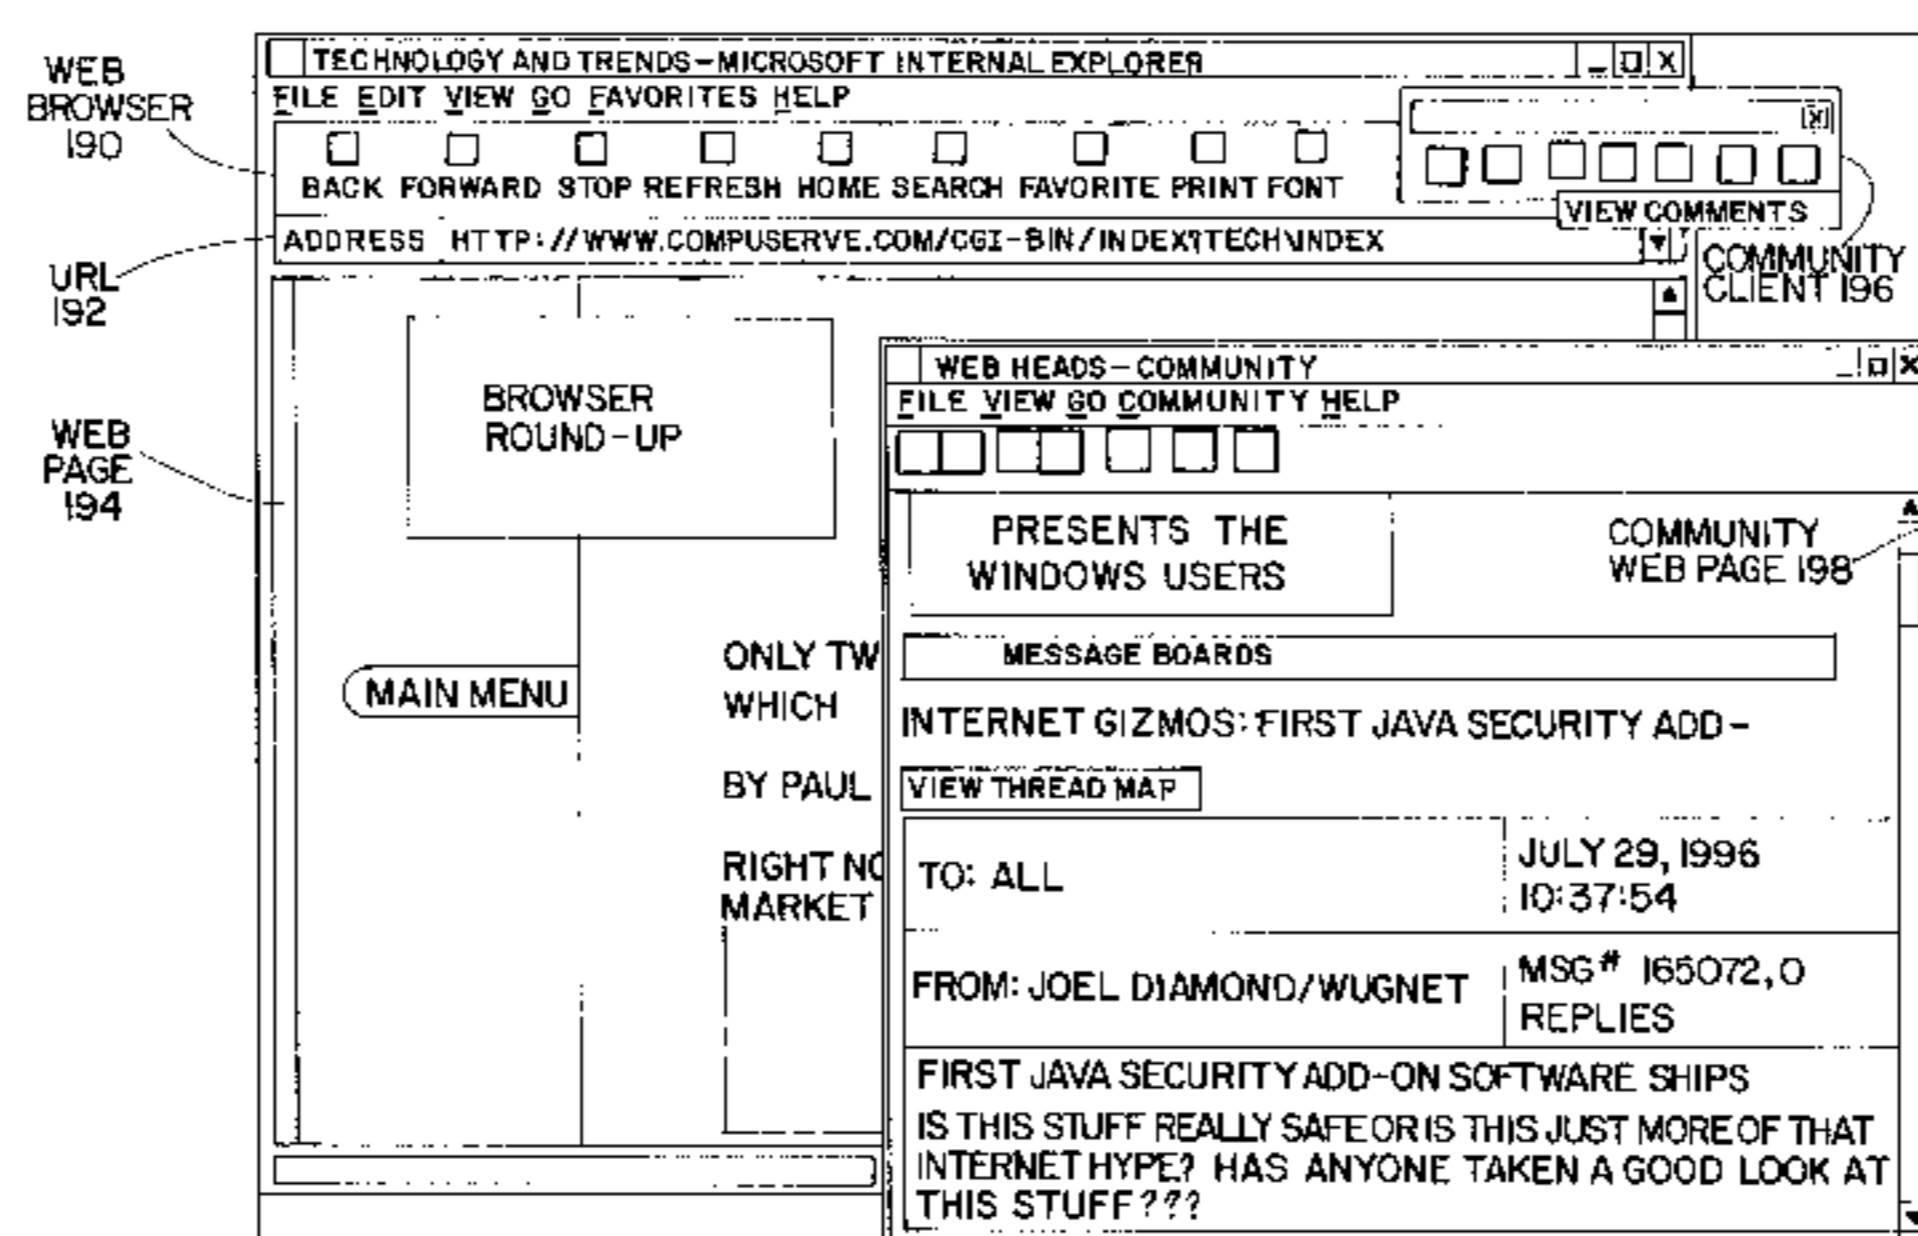 WEB
BROWSER
190
TECHNOLOGY AND TRENDS-MICROSOFT INTERNAL EXPLORER
FILE EDIT VIEW GO FAVORITES HELP
BACK FORWARD STOP REFRESH HOME SEARCH FAVORITE PRINT FONT
VIEW COMMENTS
ADDRESS HTTP://WWW.COMPUSERVE.COM/CGI-BIN/INDEX?TECH\INDEX
URL
192
COMMUNITY
CLIENT 196
WEB
PAGE
194
BROWSER
ROUND-UP
MAIN MENU
ONLY TW
WHICH
BY PAUL
RIGHT NO
MARKET
WEB HEADS-COMMUNITY
FILE VIEW GO COMMUNITY HELP
PRESENTS THE
WINDOWS USERS
COMMUNITY
WEB PAGE 198
MESSAGE BOARDS
INTERNET GIZMOS: FIRST JAVA SECURITY ADD-
VIEW THREAD MAP
TO: ALL
JULY 29, 1996
10:37:54
FROM: JOEL DIAMOND/WUGNET
MSG# 165072,0
REPLIES
FIRST JAVA SECURITY ADD-ON SOFTWARE SHIPS
IS THIS STUFF REALLY SAFE OR IS THIS JUST MORE OF THAT
INTERNET HYPE? HAS ANYONE TAKEN A GOOD LOOK AT
THIS STUFF???